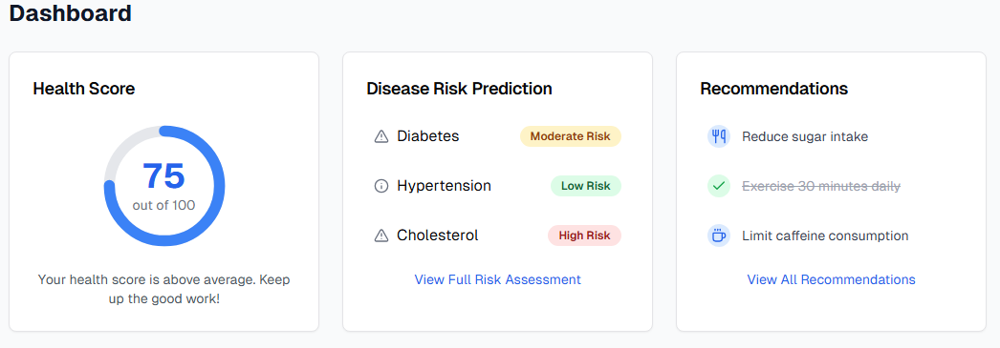 Dashboard
Health Score
75
out of 100
Your health score is above average. Keep
up the good work!
Disease Risk Prediction
Diabetes
Moderate Risk
Hypertension
Low Risk
Cholesterol
High Risk
View Full Risk Assessment
Recommendations
Reduce sugar intake
Exercise 30 minutes daily
Limit caffeine consumption
View All Recommendations